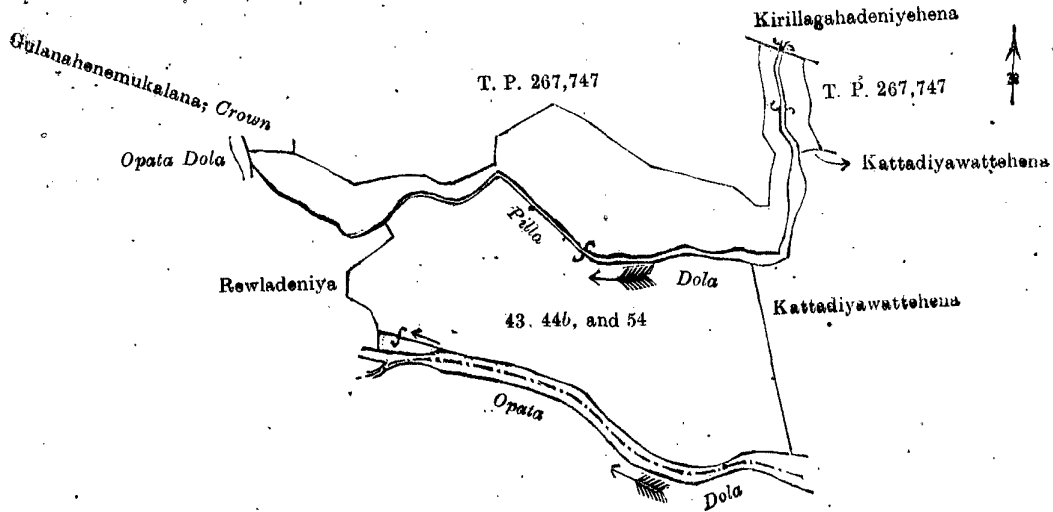 Kirillagahadeniyehena
Gulanahenemukalana; Crown
T. P. 267,747
T. P. 267,747
N
Opata Dola
Kattadiyawattehena
Pilla
Rewladeniya
Dola
Kattadiyawattehena
43, 44b, and 54
Opata
Dola